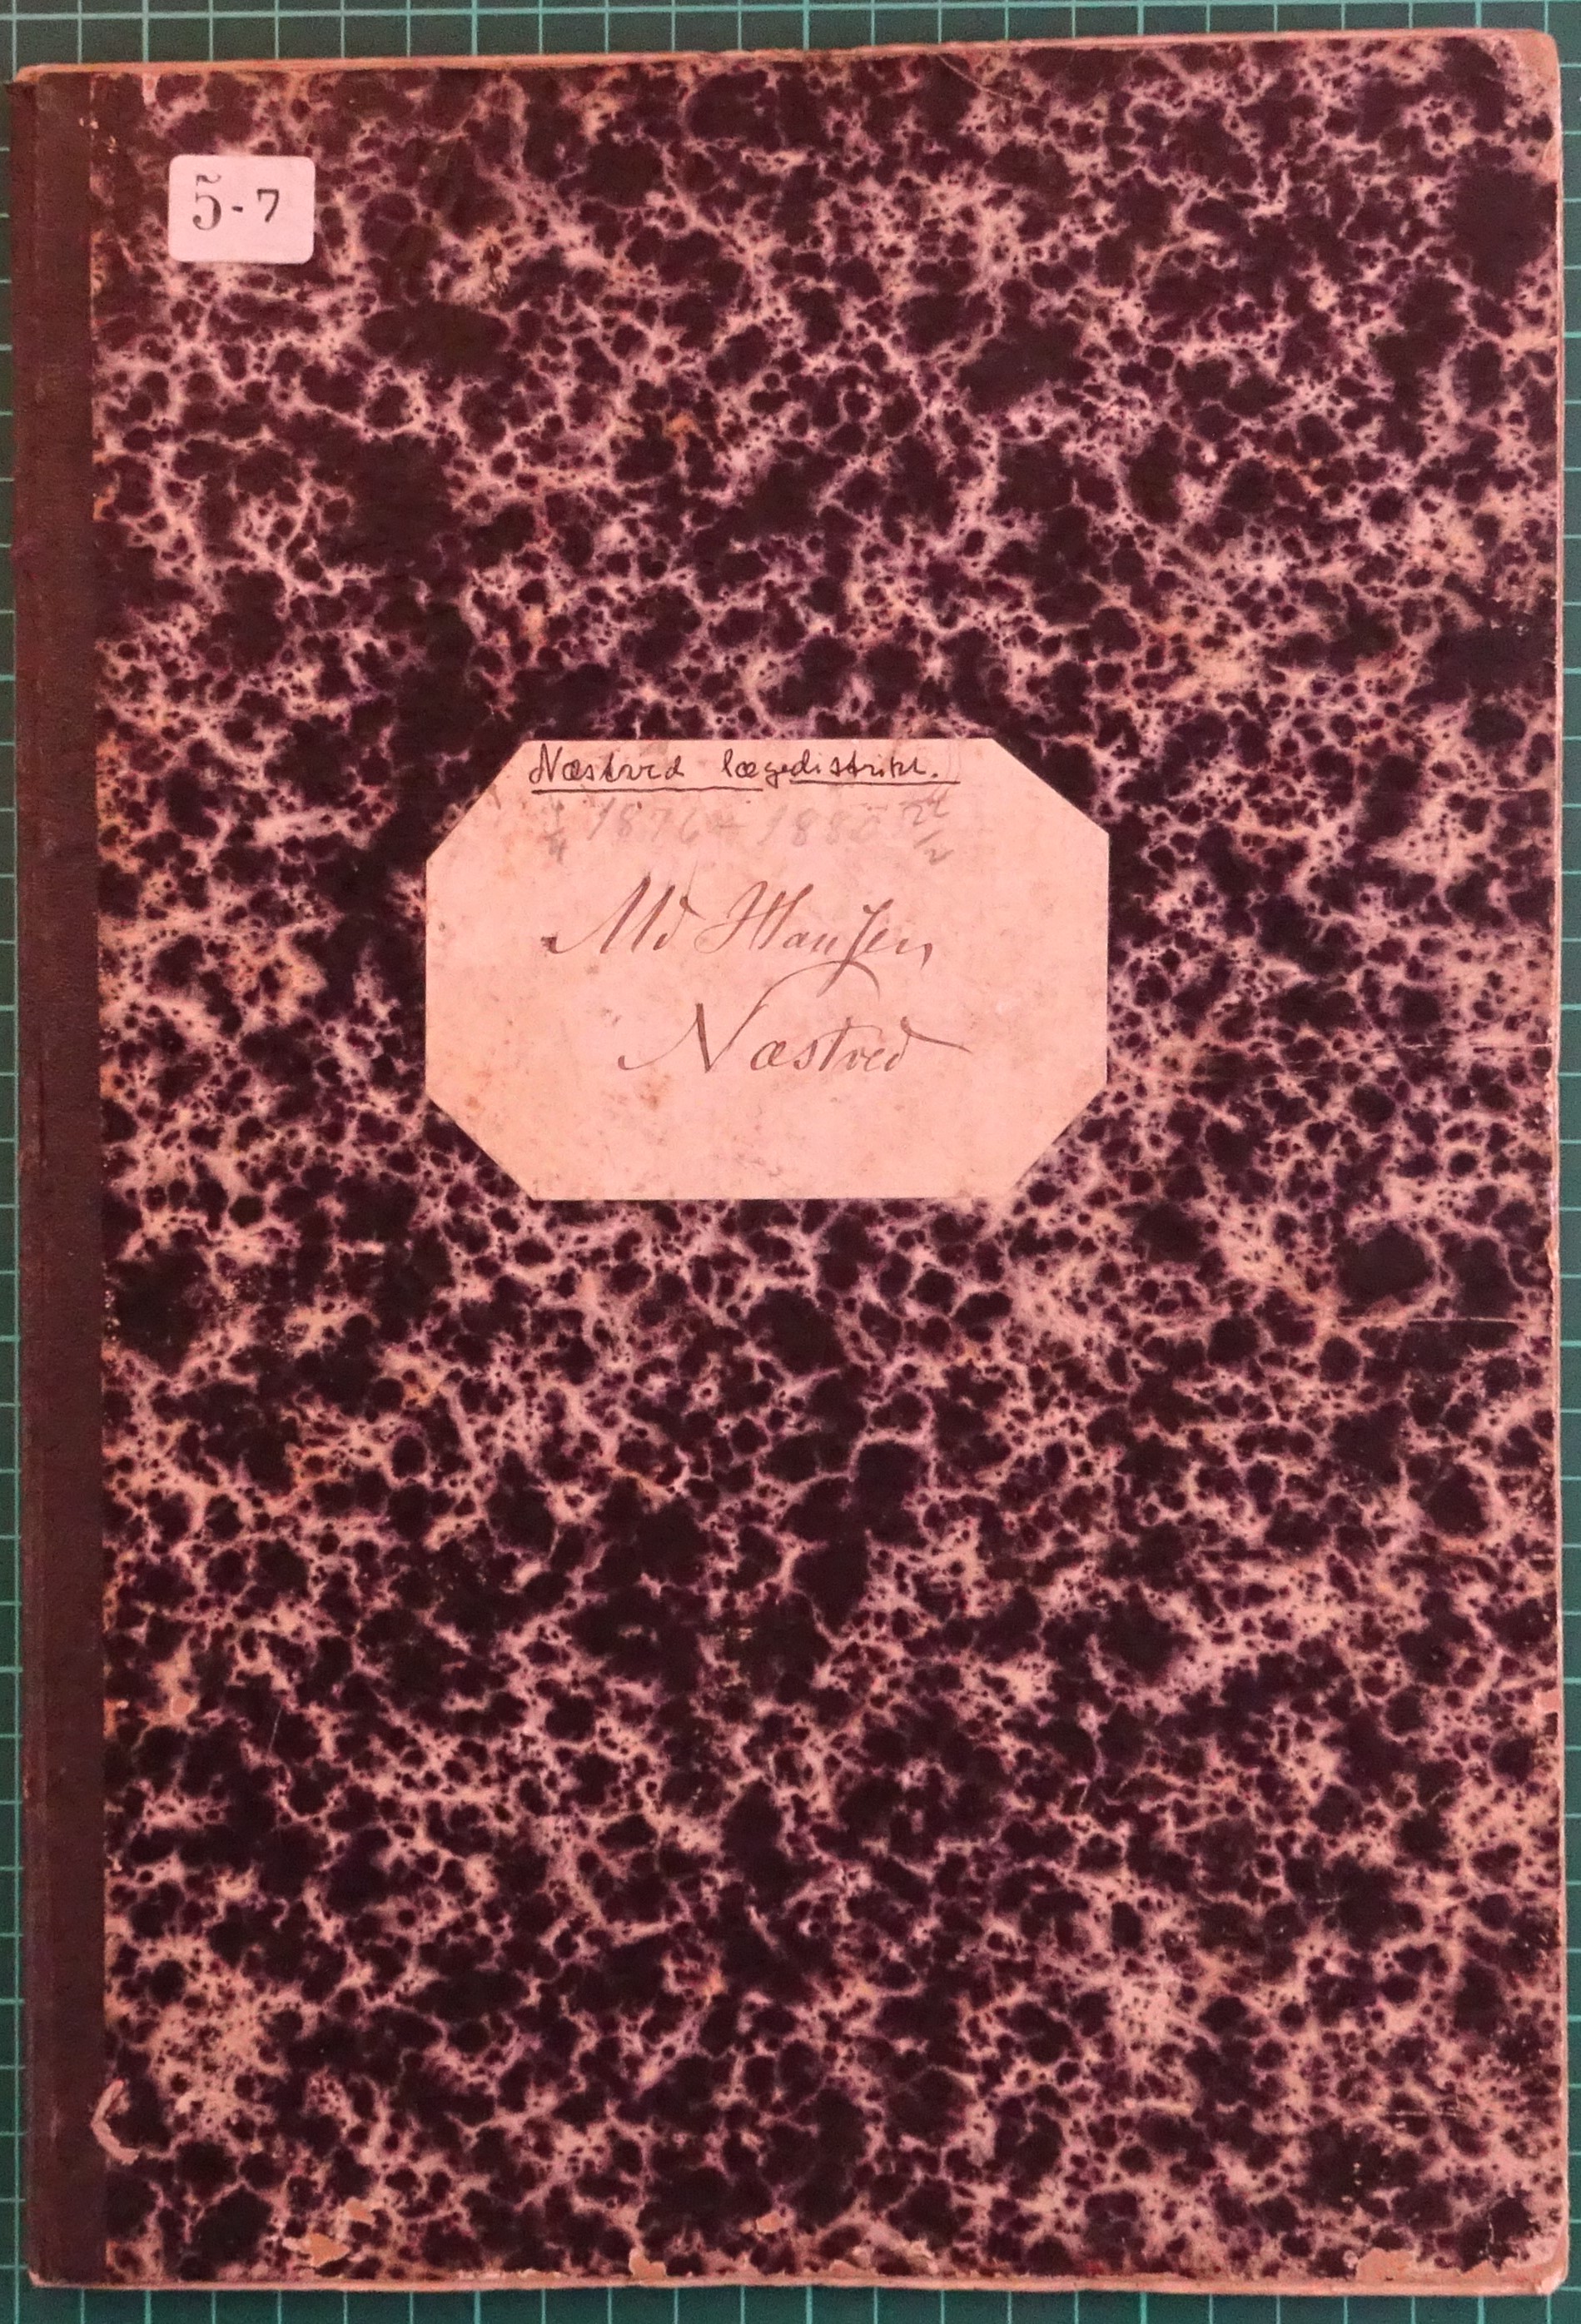 5-7
Næstved lægedistrikt.
1876 - 1880
Md Hansen
Næstved